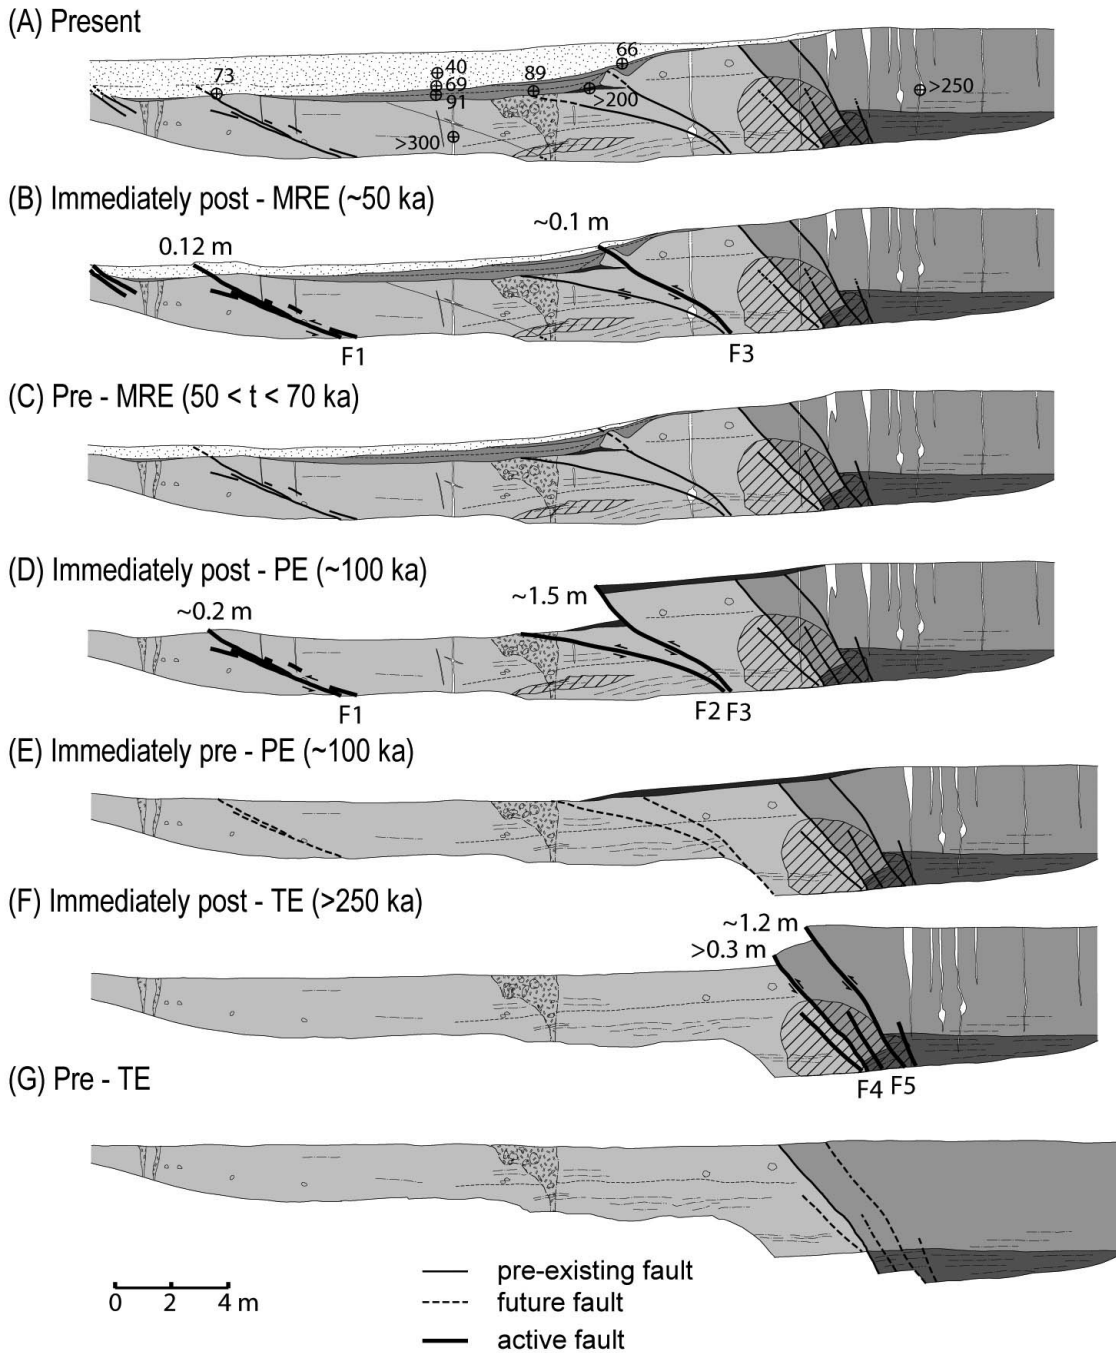 (A) Present
66
73
40
89
69
>250
91
>200
>300
(B) Immediately post - MRE (~50 ka)
~0.1 m
0.12 m
F1
F3
(C) Pre - MRE (50 < t < 70 ka)
(D) Immediately post - PE (~100 ka)
~1.5 m
~0.2 m
F1
F2 F3
(E) Immediately pre - PE (~100 ka)
(F) Immediately post - TE (>250 ka)
~1.2 m
>0.3 m
F4 F5
(G) Pre - TE
pre-existing fault
0 2 4 m
future fault
active fault